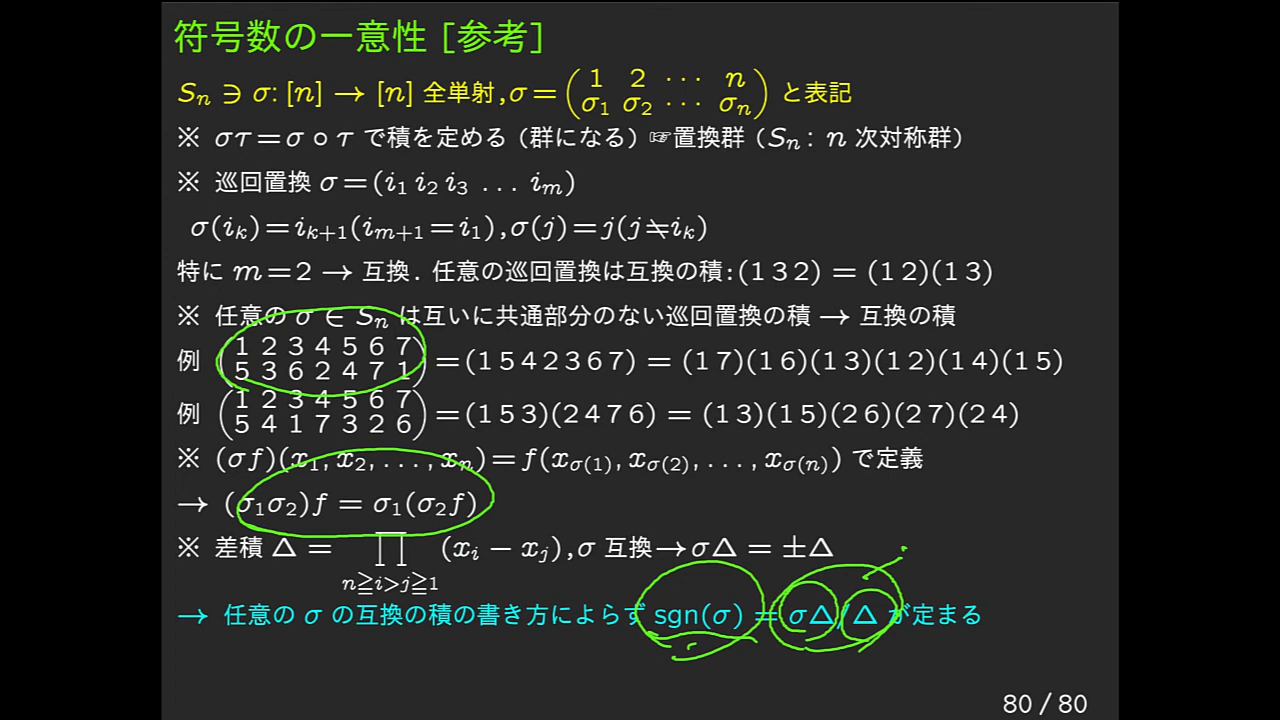 符号数の一意性 [参考]
Sₙ ∋ σ: [n] → [n] 全単射, σ = (1 2 ⋯ n
σ₁ σ₂ ⋯ σₙ) と表記
※ στ = σ ∘ τ で積を定める（群になる）☞置換群（Sₙ: n 次対称群）
※ 巡回置換 σ = (i₁ i₂ i₃ … iₘ)
σ(iₖ) = iₖ₊₁(iₘ₊₁ = i₁), σ(j) = j(j ≒̸ iₖ)
特に m = 2 → 互換. 任意の巡回置換は互換の積: (1 3 2) = (1 2)(1 3)
※ 任意の σ ∈ Sₙ は互いに共通部分のない巡回置換の積 → 互換の積
例 (1 2 3 4 5 6 7
5 3 6 2 4 7 1) = (1 5 4 2 3 6 7) = (1 7)(1 6)(1 3)(1 2)(1 4)(1 5)
例 (1 2 3 4 5 6 7
5 4 1 7 3 2 6) = (1 5 3)(2 4 7 6) = (1 3)(1 5)(2 6)(2 7)(2 4)
※ (σf)(x₁, x₂, . . . , xₙ) = f(x_σ(1), x_σ(2), . . . , x_σ(n)) で定義
→ (σ₁σ₂)f = σ₁(σ₂f)
※ 差積 Δ = ∏ (xᵢ − xⱼ), σ 互換 → σΔ = ±Δ
n≧i>j≧1
→ 任意の σ の互換の積の書き方によらず sgn(σ) = σΔ/Δ が定まる
80 / 80